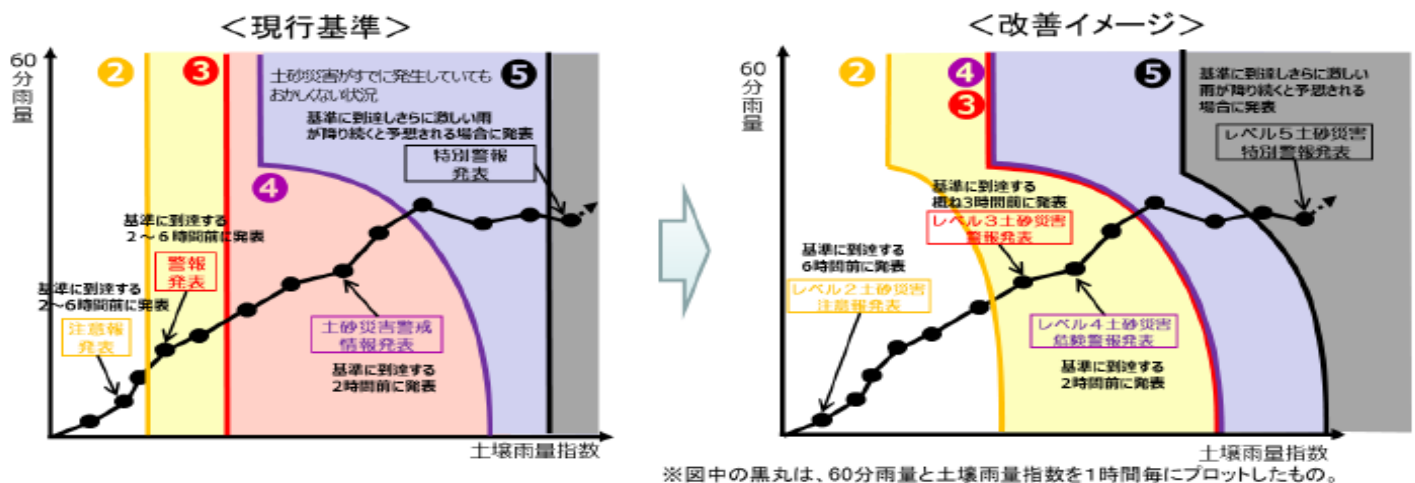 ＜現行基準＞
60
分
雨
量
2
3
土砂災害がすでに発生していても
おかしくない状況
5
基準に到達しさらに激しい雨
が降り続くと予想される場合に発表
特別警報
発表
4
基準に到達する
２～６時間前に発表
警報
発表
基準に到達する
2～6時間前に発表
注意報
発表
土砂災害警戒
情報発表
基準に到達する
２時間前に発表
土壌雨量指数
＜改善イメージ＞
60
分
雨
量
2
4
3
5
基準に到達しさらに激しい
雨が降り続くと予想される
場合に発表
レベル５土砂災害
特別警報発表
基準に到達する
概ね3時間前に発表
レベル３土砂災害
警報発表
基準に到達する
6時間前に発表
レベル２土砂災害
注意報発表
レベル４土砂災害
危険警報発表
基準に到達する
２時間前に発表
土壌雨量指数
※図中の黒丸は、60分雨量と土壌雨量指数を１時間毎にプロットしたもの。